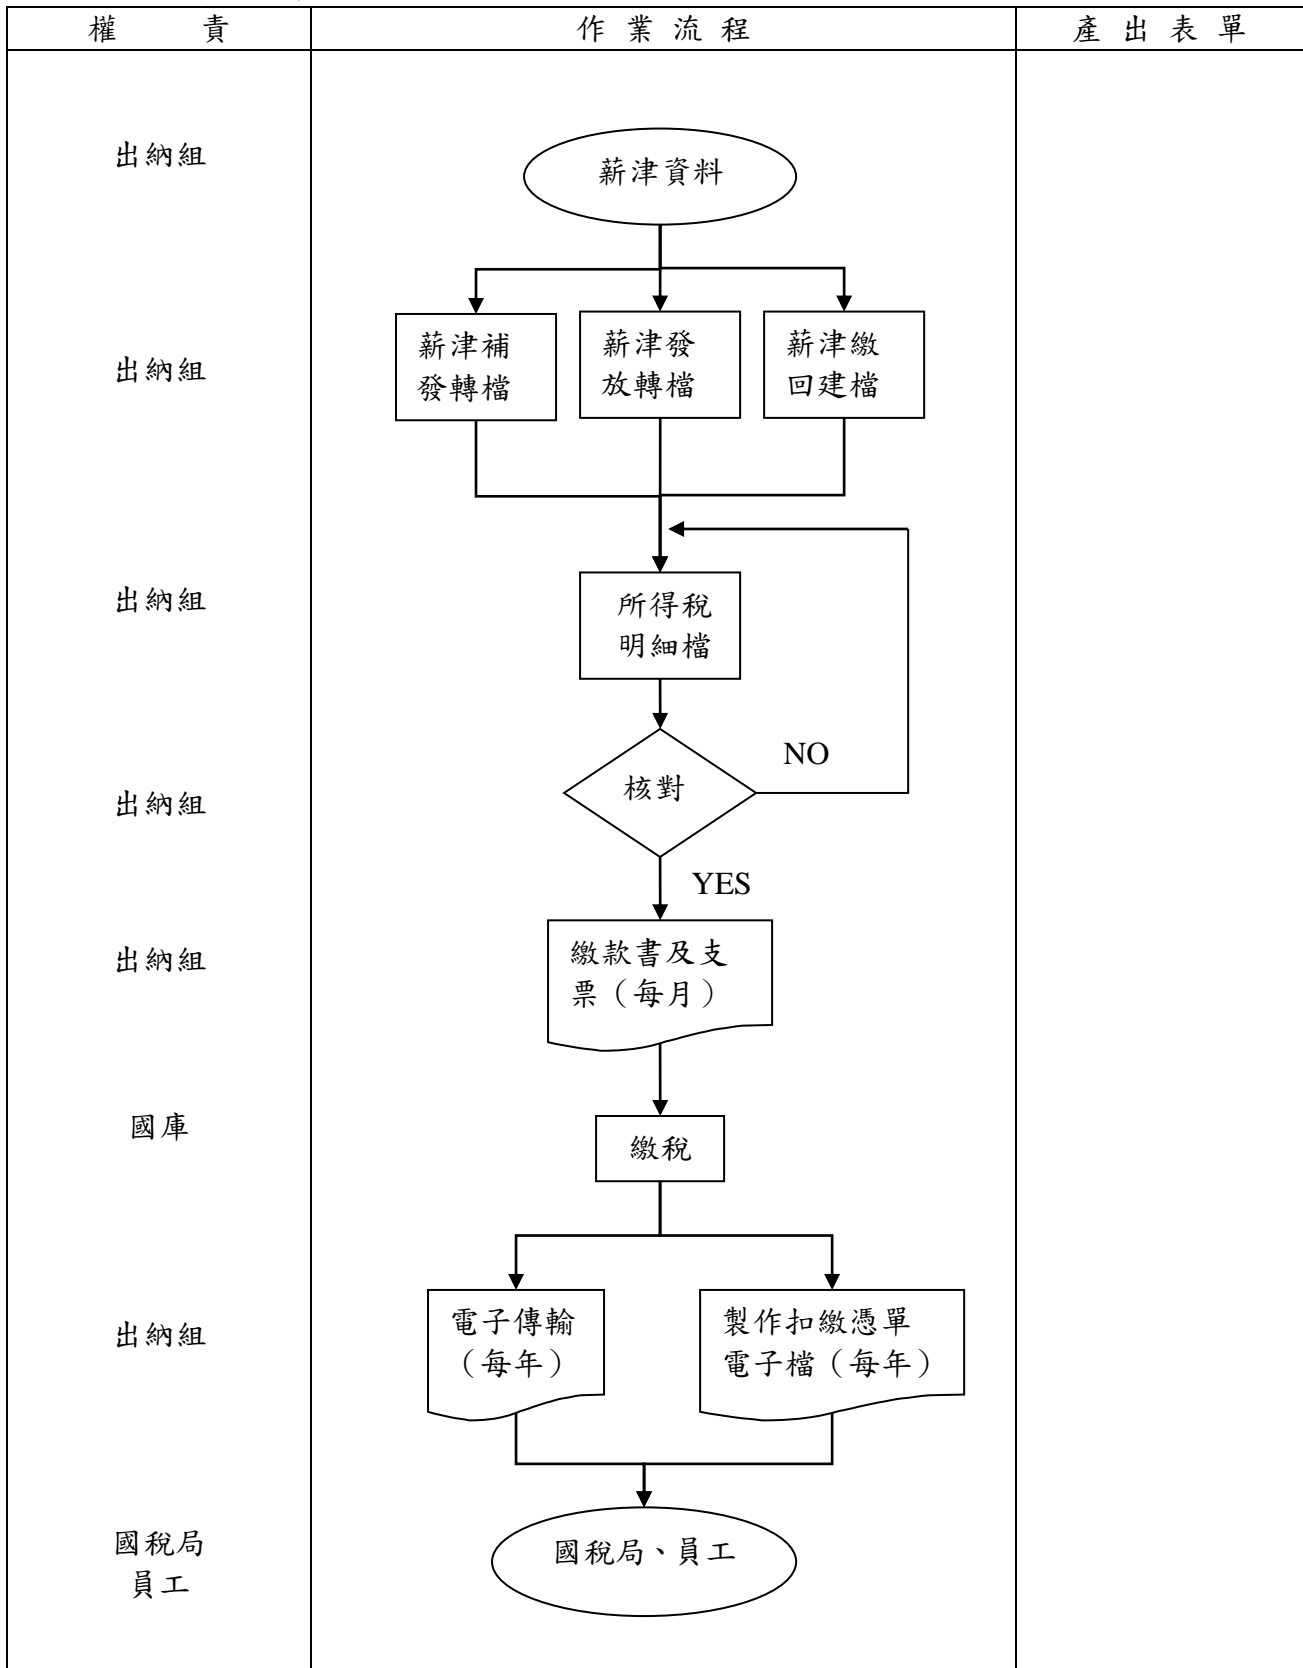 權 責
作業流程
產出表單
出納組
薪津資料
出納組
薪津補
發轉檔
薪津發
放轉檔
薪津繳
回建檔
出納組
所得稅
明細檔
出納組
核對
NO
YES
出納組
繳款書及支
票（每月）
國庫
繳稅
出納組
電子傳輸
（每年）
製作扣繳憑單
電子檔（每年）
國稅局
員工
國稅局、員工